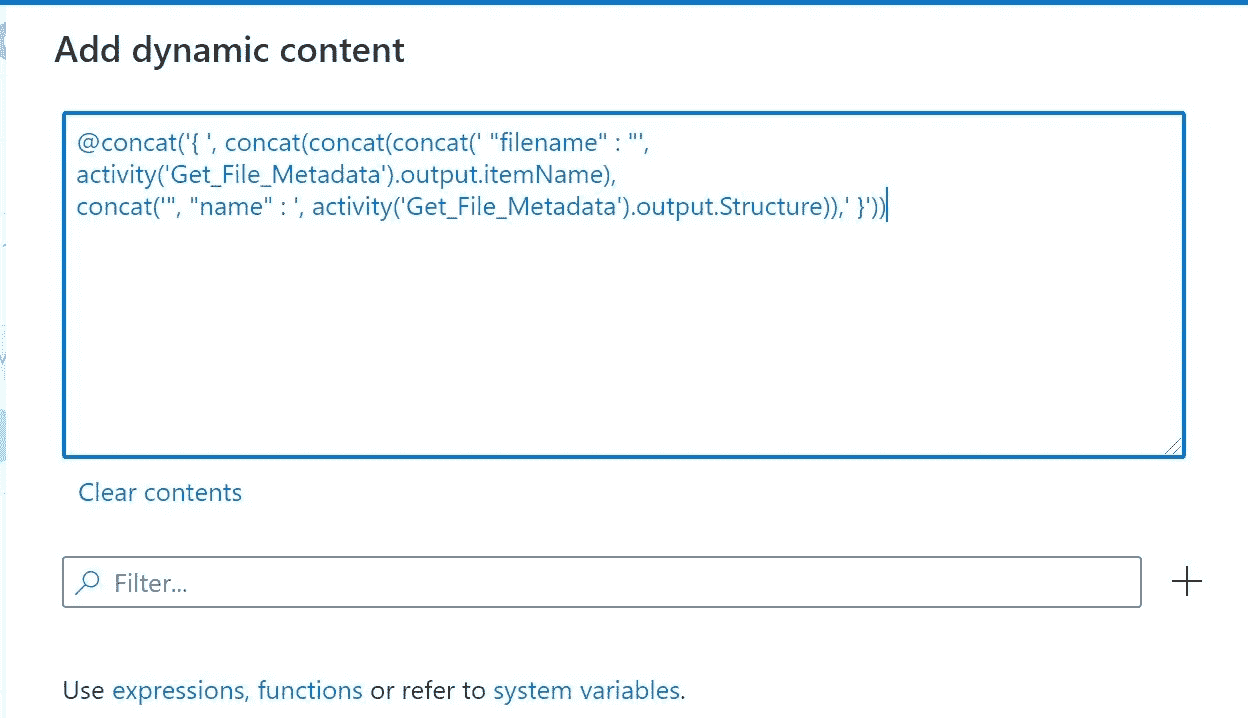 Add dynamic content
@concat('{ ', concat(concat(concat(' "filename" : "',
activity('Get_File_Metadata').output.itemName),
concat('", "name" : ', activity('Get_File_Metadata').output.Structure)),' }'))
Clear contents
Filter...
Use expressions, functions or refer to system variables.